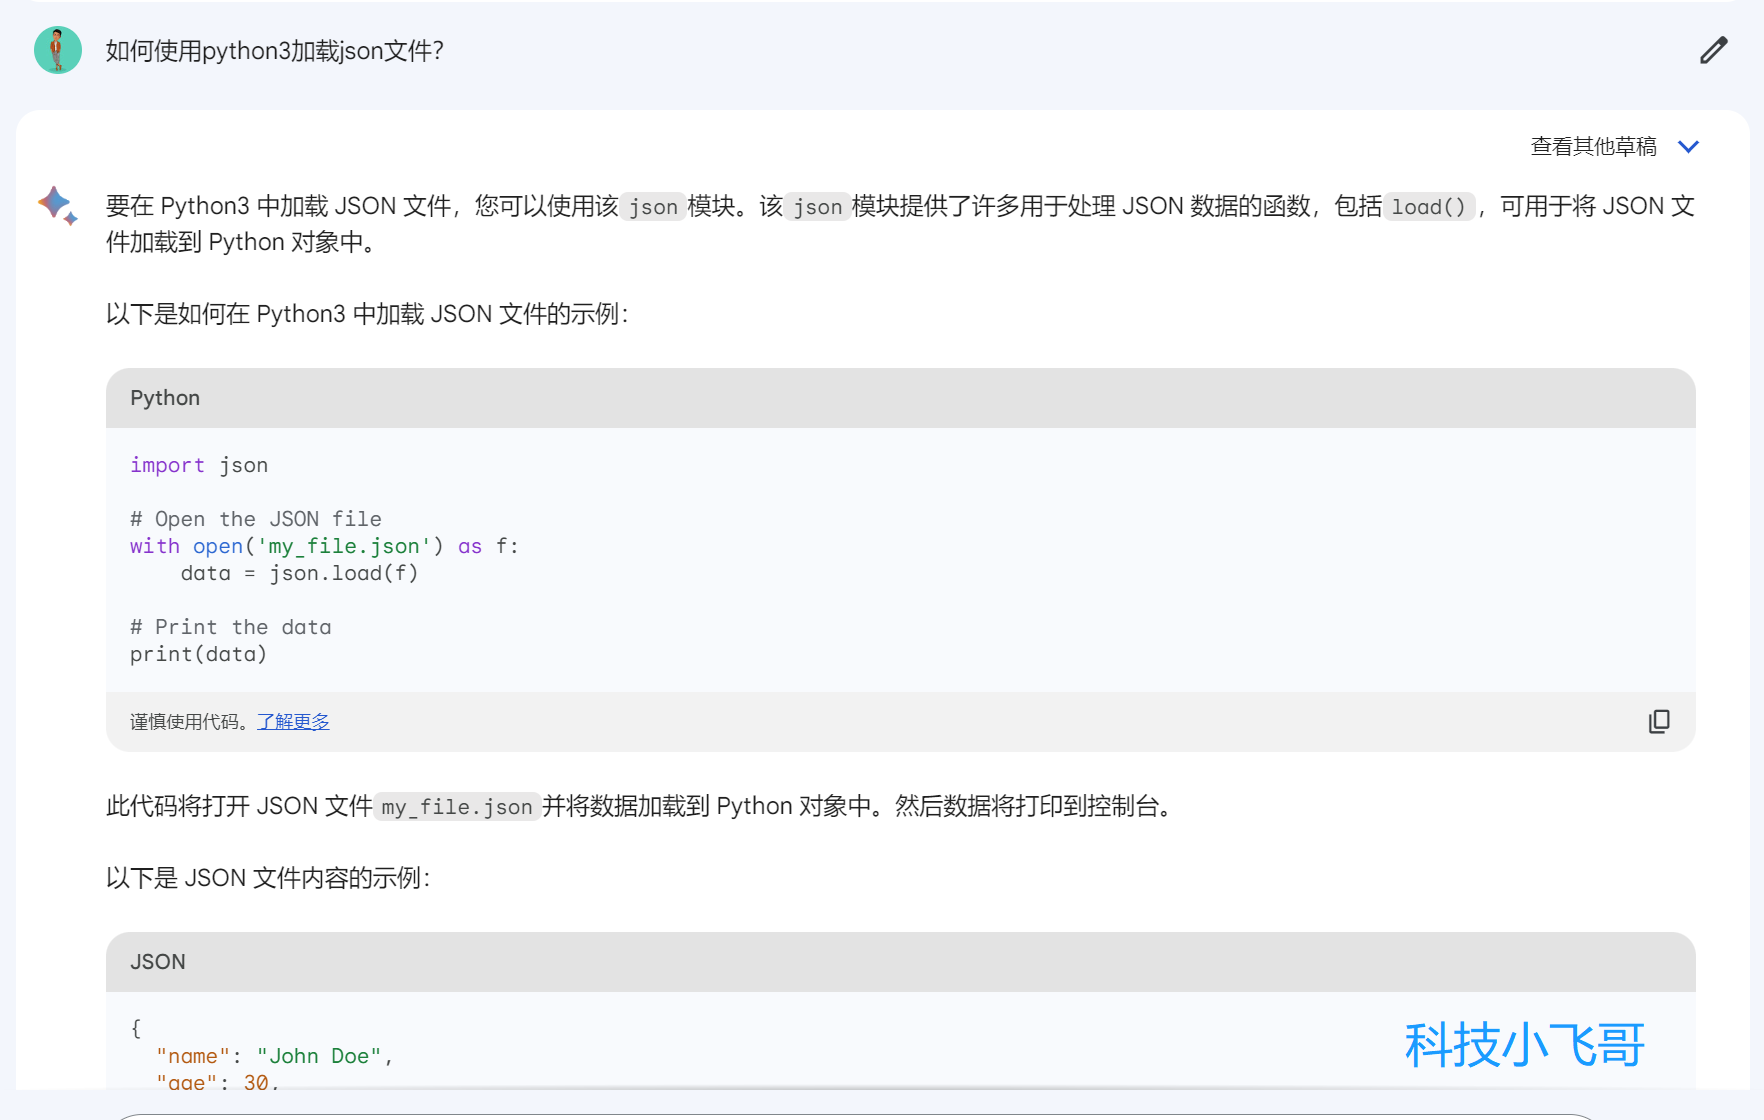 如何使用python3加载json文件？
查看其他草稿
要在 Python3 中加载 JSON 文件，您可以使用该 json 模块。该 json 模块提供了许多用于处理 JSON 数据的函数，包括 load() ，可用于将 JSON 文
件加载到 Python 对象中。
以下是如何在 Python3 中加载 JSON 文件的示例：
Python
import json
# Open the JSON file
with open('my_file.json') as f:
    data = json.load(f)
# Print the data
print(data)
谨慎使用代码。了解更多
此代码将打开 JSON 文件 my_file.json 并将数据加载到 Python 对象中。然后数据将打印到控制台。
以下是 JSON 文件内容的示例：
JSON
{
  "name": "John Doe",
  "age": 30,
科技小飞哥